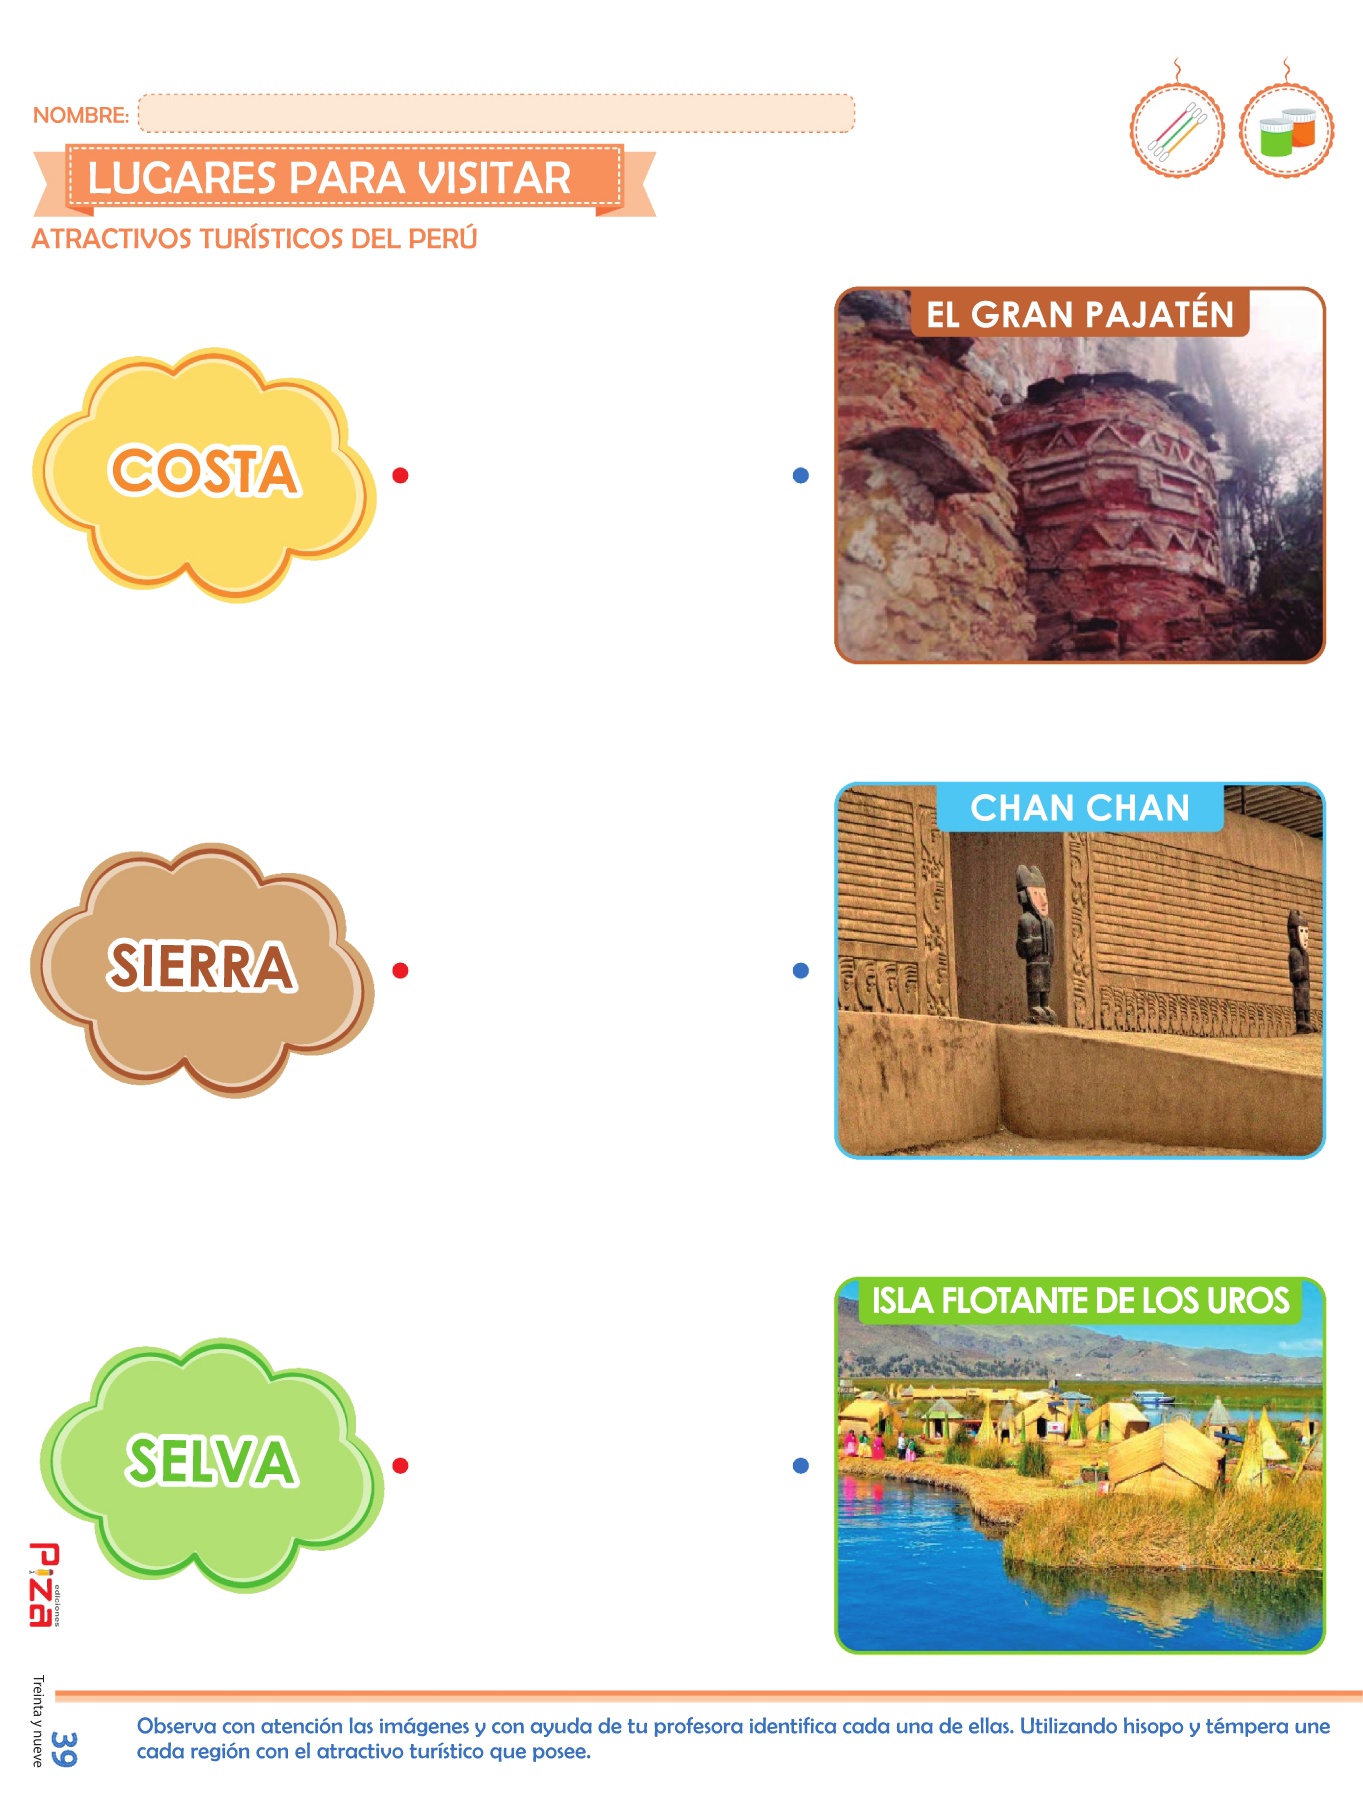 NOMBRE:
LUGARES PARA VISITAR
ATRACTIVOS TURÍSTICOS DEL PERÚ
EL GRAN PAJATÉN
COSTA
CHAN CHAN
SIERRA
ISLA FLOTANTE DE LOS UROS
SELVA
Piza
ediciones
Treinta y nueve
39
Observa con atención las imágenes y con ayuda de tu profesora identifica cada una de ellas. Utilizando hisopo y témpera une
cada región con el atractivo turístico que posee.